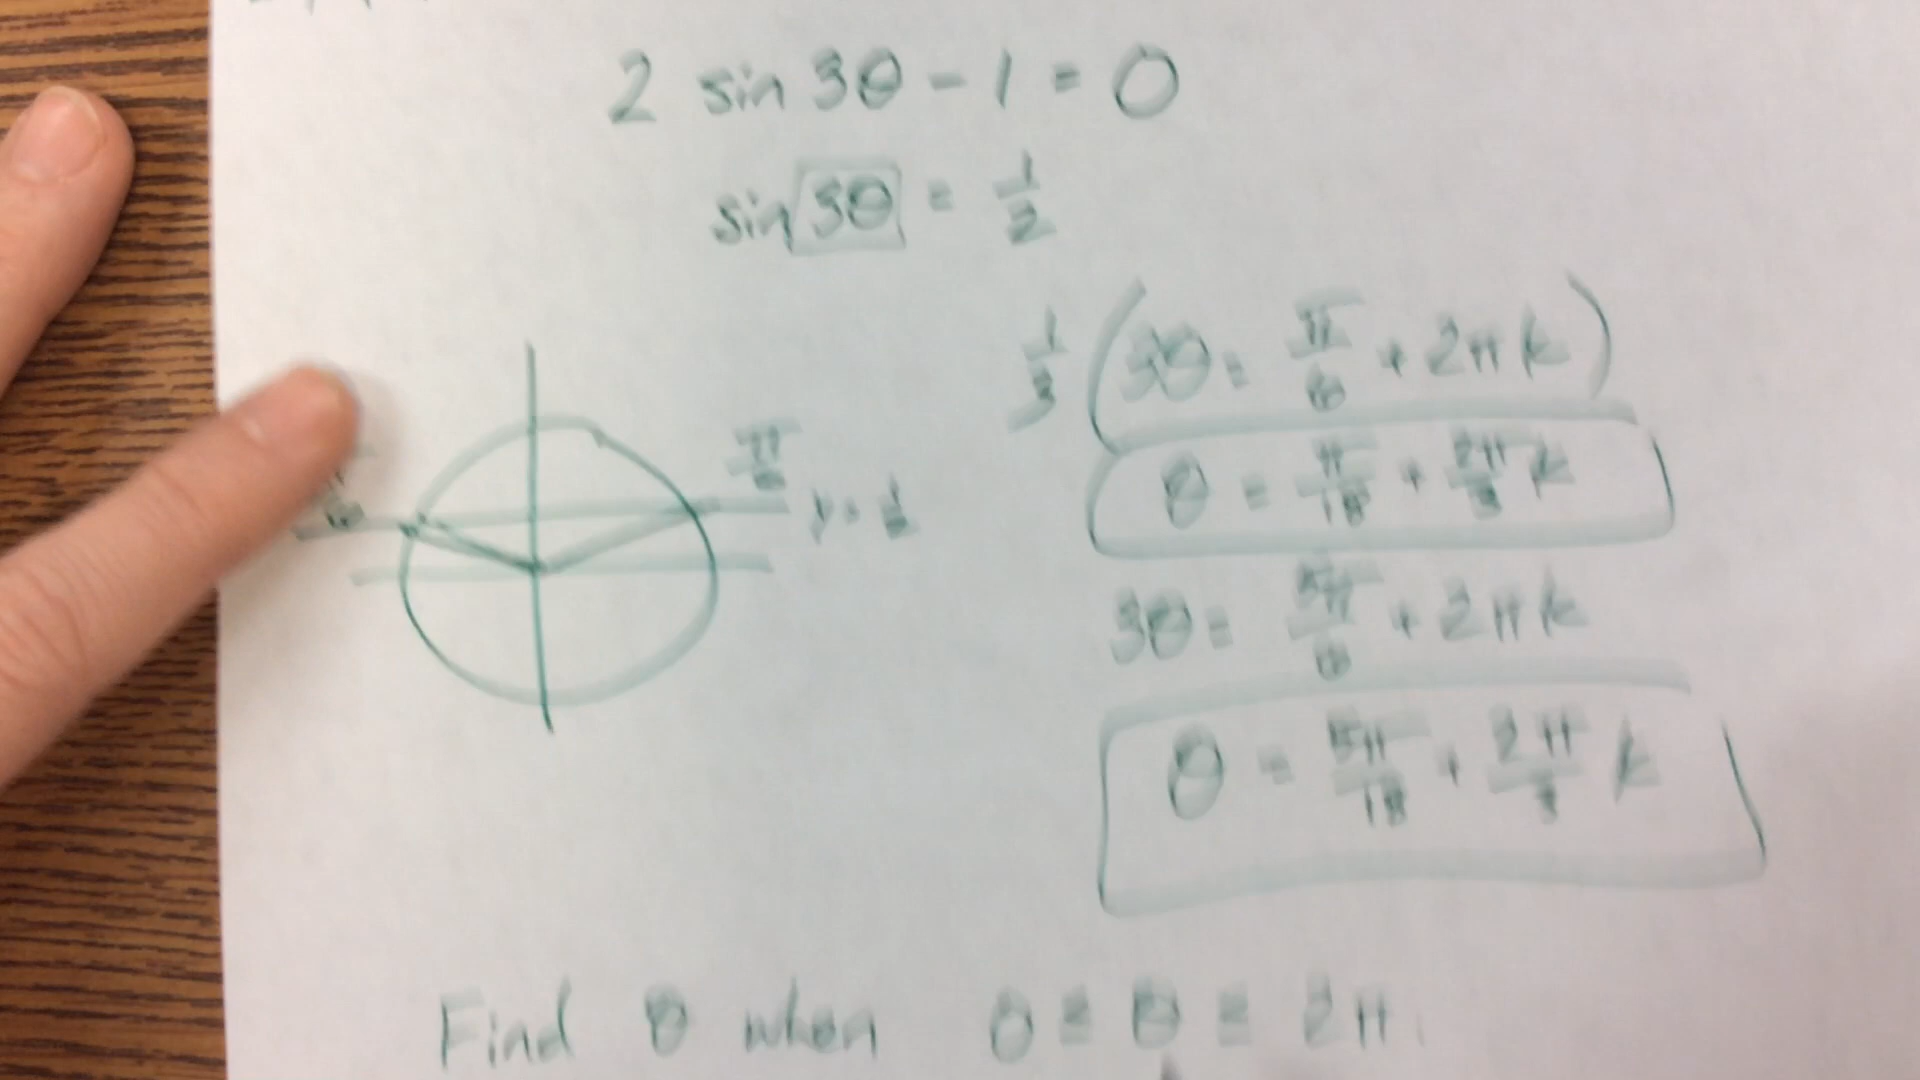 2 sin 3θ - 1 = 0
sin 3θ = 1/2
1/3 (3θ = π/6 + 2πk)
θ = π/18 + 2π/3 k
π/6
y = 1/2
3θ = 5π/6 + 2πk
θ = 5π/18 + 2π/3 k
Find θ when 0 ≤ θ ≤ 2π